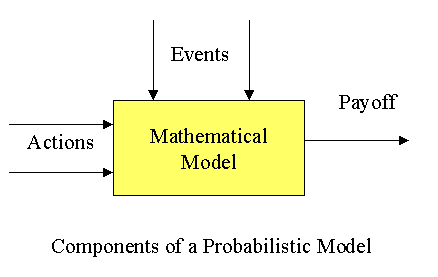 Events
Payoff
Actions
Mathematical
Model
Components of a Probabilistic Model